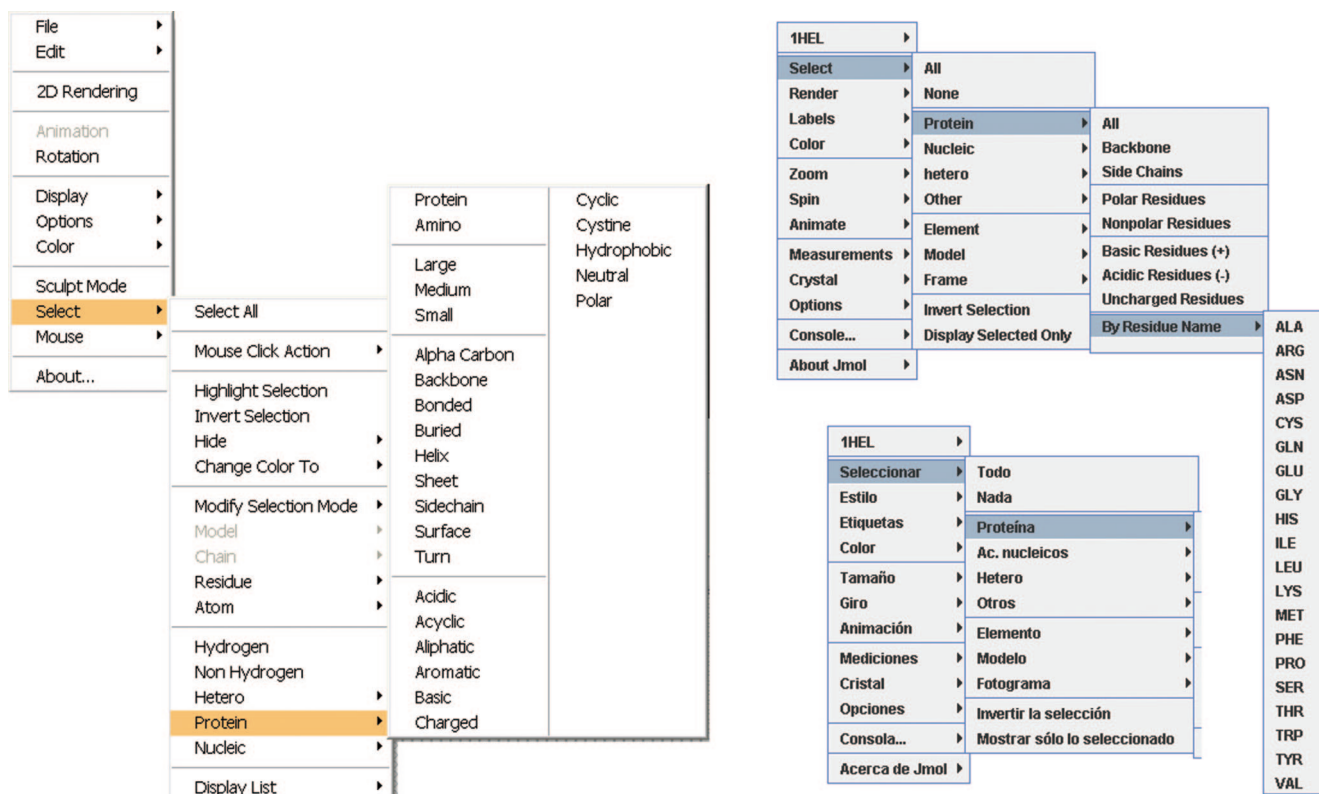 File
Edit
2D Rendering
Animation
Rotation
Display
Options
Color
Sculpt Mode
Select
Mouse
About...
Select All
Mouse Click Action
Highlight Selection
Invert Selection
Hide
Change Color To
Modify Selection Mode
Model
Chain
Residue
Atom
Hydrogen
Non Hydrogen
Hetero
Protein
Nucleic
Display List
Protein
Amino
Large
Medium
Small
Alpha Carbon
Backbone
Bonded
Buried
Helix
Sheet
Sidechain
Surface
Turn
Acidic
Acyclic
Aliphatic
Aromatic
Basic
Charged
Cyclic
Cystine
Hydrophobic
Neutral
Polar
1HEL
Select
Render
Labels
Color
Zoom
Spin
Animate
Measurements
Crystal
Options
Console...
About Jmol
All
None
Protein
Nucleic
hetero
Other
Element
Model
Frame
Invert Selection
Display Selected Only
All
Backbone
Side Chains
Polar Residues
Nonpolar Residues
Basic Residues (+)
Acidic Residues (-)
Uncharged Residues
By Residue Name
ALA
ARG
ASN
ASP
CYS
GLN
GLU
GLY
HIS
ILE
LEU
LYS
MET
PHE
PRO
SER
THR
TRP
TYR
VAL
1HEL
Seleccionar
Estilo
Etiquetas
Color
Tamaño
Giro
Animación
Mediciones
Cristal
Opciones
Consola...
Acerca de Jmol
Todo
Nada
Proteína
Ac. nucleicos
Hetero
Otros
Elemento
Modelo
Fotograma
Invertir la selección
Mostrar sólo lo seleccionado